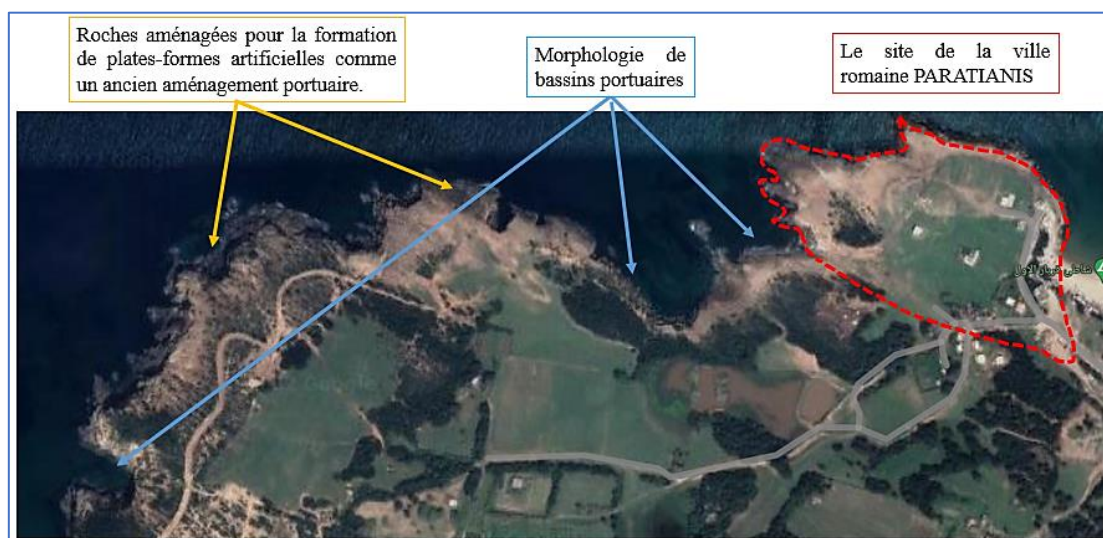 Roches aménagées pour la formation
de plates-formes artificielles comme
un ancien aménagement portuaire.
Morphologie de
bassins portuaires
Le site de la ville
romaine PARATIANIS